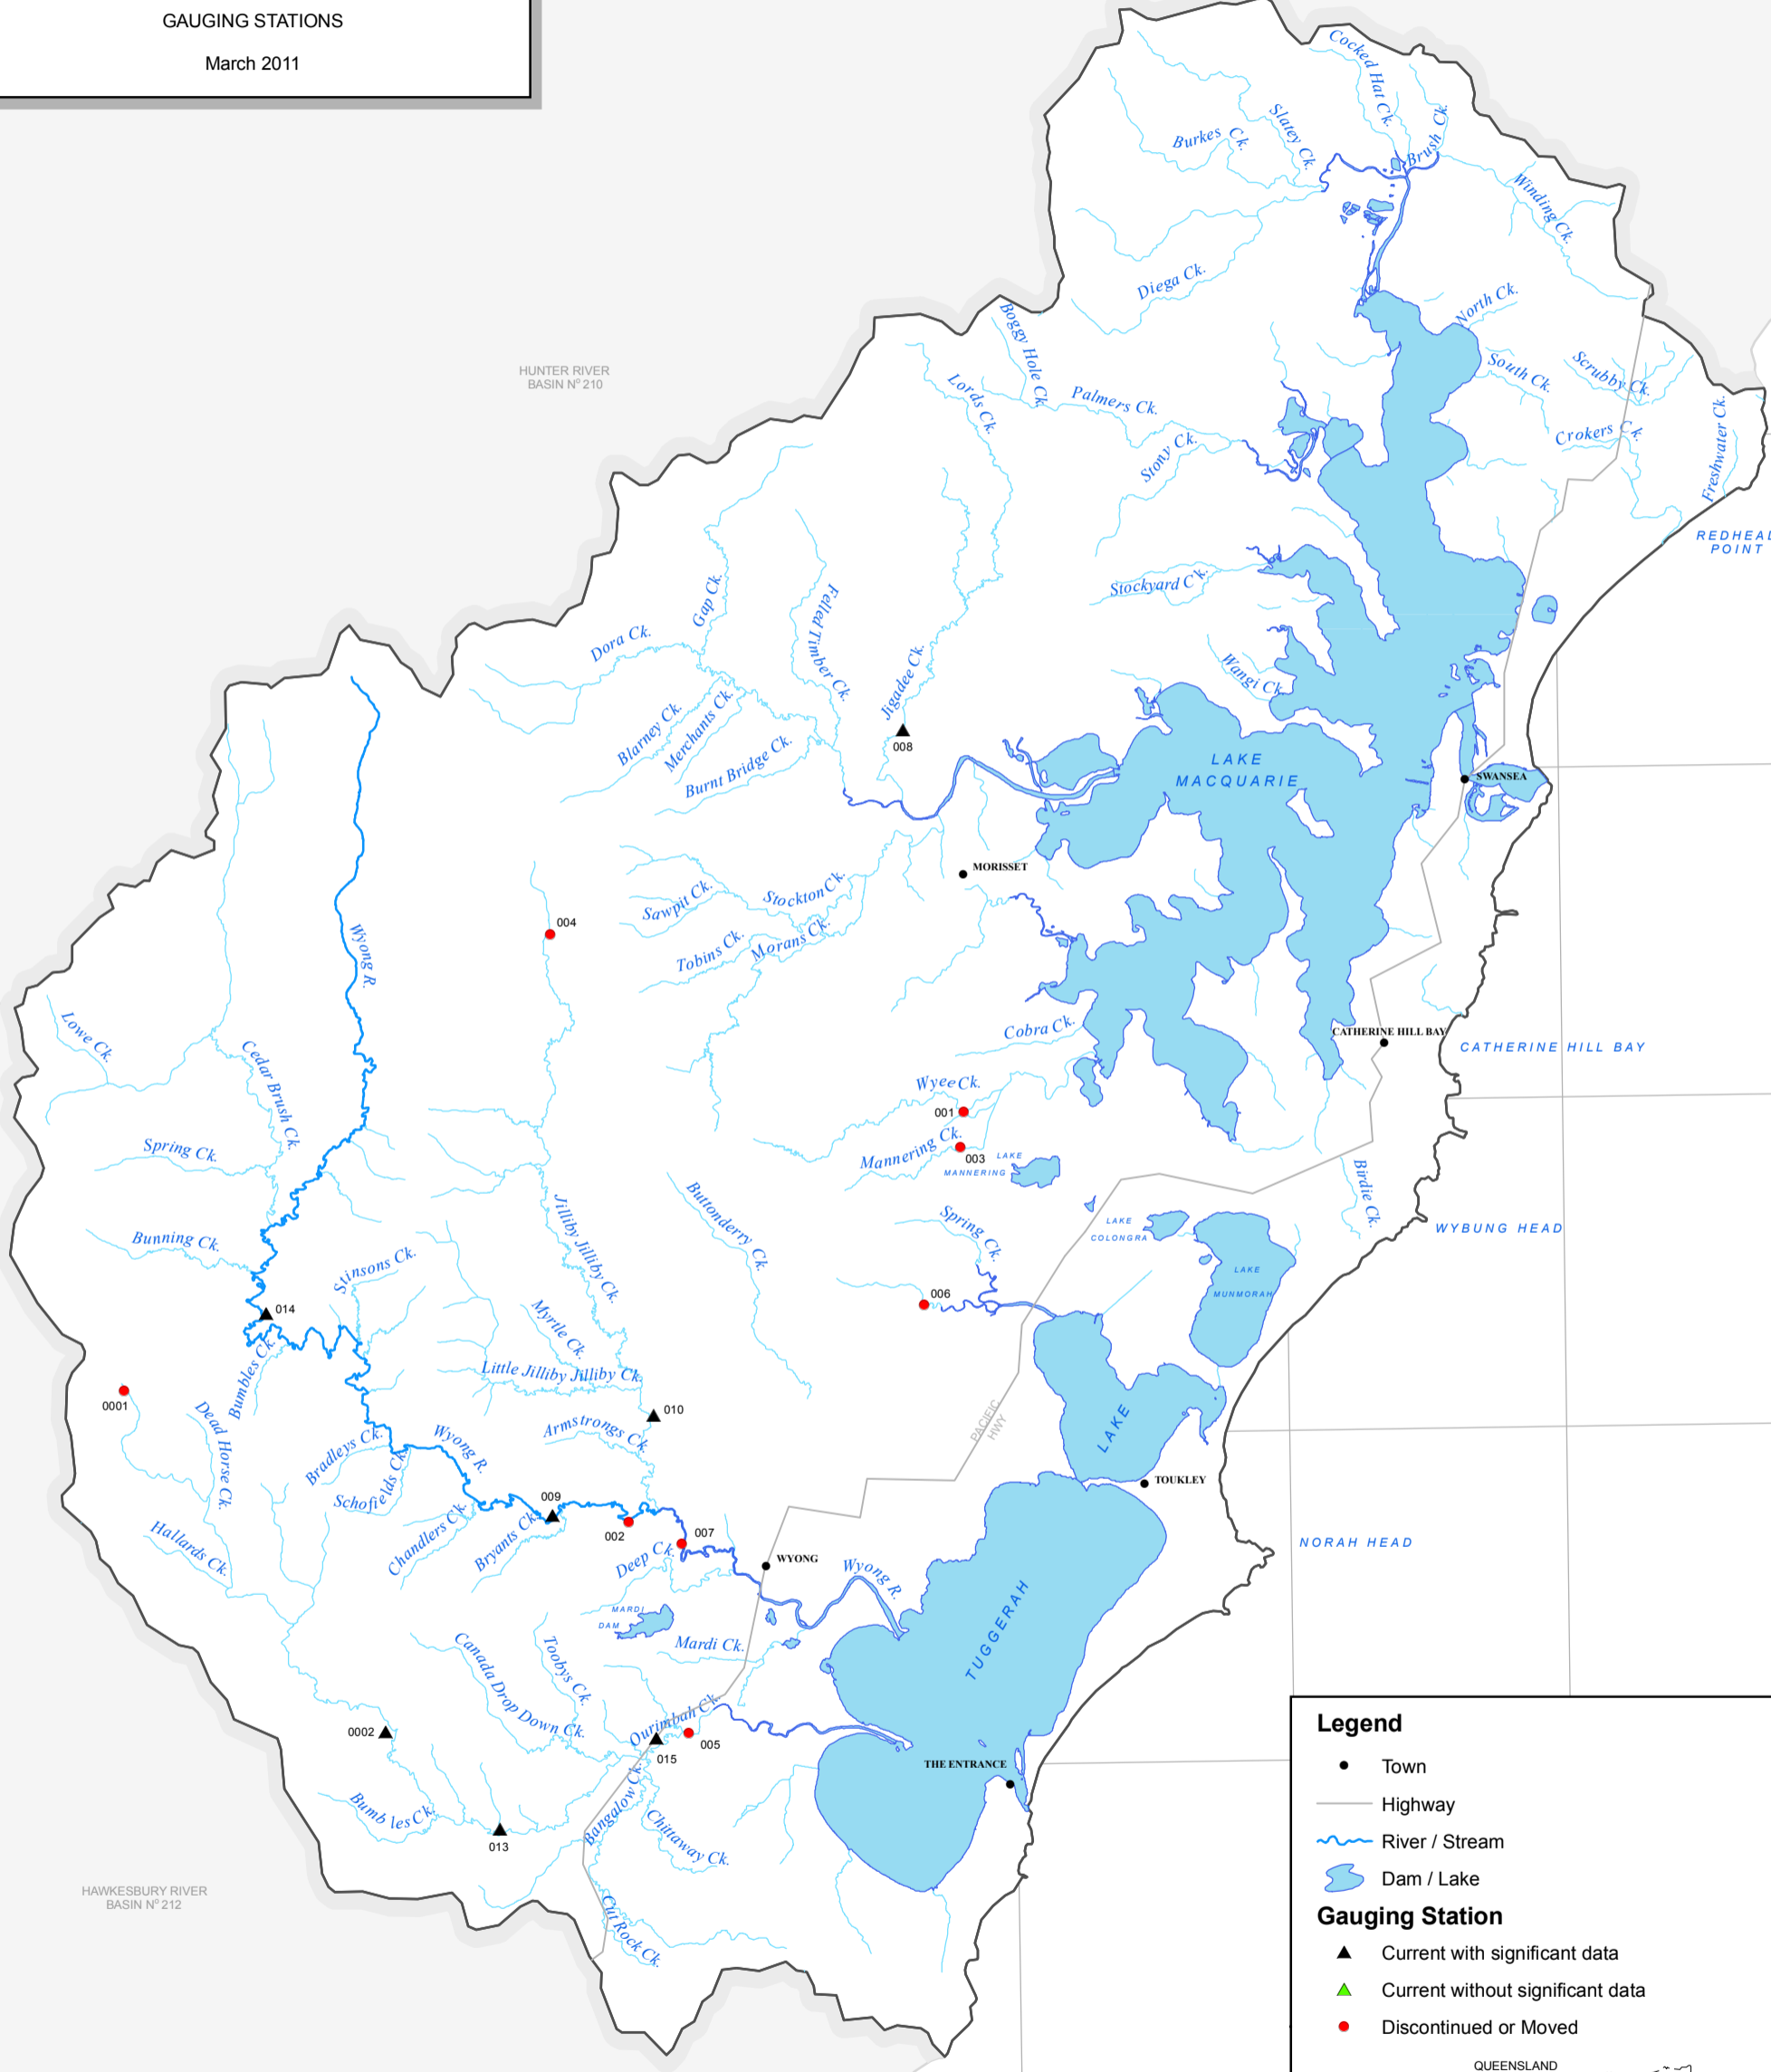 GAUGING STATIONS
March 2011
Cocked Hat Ck.
Slatey Ck.
Burkes Ck.
Brush Ck.
Winding Ck.
Diega Ck.
North Ck.
Boggy Hole Ck.
HUNTER RIVER
BASIN Nº 210
Lords Ck.
Palmers Ck.
South Ck.
Scrubby Ck.
Stony Ck.
Crokers Ck.
Freshwater Ck.
REDHEAD
POINT
Stockyard Ck.
Gap Ck.
Felled Timber Ck.
Dora Ck.
Jigadee Ck.
Wangi Ck.
Blarney Ck.
Merchants Ck.
008
Burnt Bridge Ck.
LAKE
MACQUARIE
SWANSEA
MORISSET
Sawpit Ck.
Stockton Ck.
004
Wyong R.
Tobins Ck.
Morans Ck.
Lowe Ck.
Cobra Ck.
CATHERINE HILL BAY
CATHERINE HILL BAY
Cedar Brush Ck.
Wyee Ck.
001
Spring Ck.
Mannering Ck.
003
LAKE
MANNERING
Birdie Ck.
Jilliby Jilliby Ck.
Buttonderry Ck.
Spring Ck.
LAKE
COLONGRA
WYBUNG HEAD
Bunning Ck.
Stinsons Ck.
LAKE
MUNMORAH
014
006
Myrtle Ck.
Bumbles Ck.
Little Jilliby Jilliby Ck.
0001
Dead Horse Ck.
010
Armstrongs Ck.
PACIFIC
HWY
LAKE
Bradleys Ck.
Wyong R.
Schofields Ck.
TOUKLEY
009
Chandlers Ck.
Bryants Ck.
002
007
Hallards Ck.
Deep Ck.
WYONG
Wyong R.
NORAH HEAD
MARDI
DAM
TUGGERAH
Mardi Ck.
Canada Drop Down Ck.
Toobys Ck.
Ourimbah Ck.
0002
015
005
THE ENTRANCE
Bumbles Ck.
Bangalow Ck.
Chittaway Ck.
013
HAWKESBURY RIVER
BASIN Nº 212
Cut Rock Ck.
Legend
Town
Highway
River / Stream
Dam / Lake
Gauging Station
Current with significant data
Current without significant data
Discontinued or Moved
QUEENSLAND